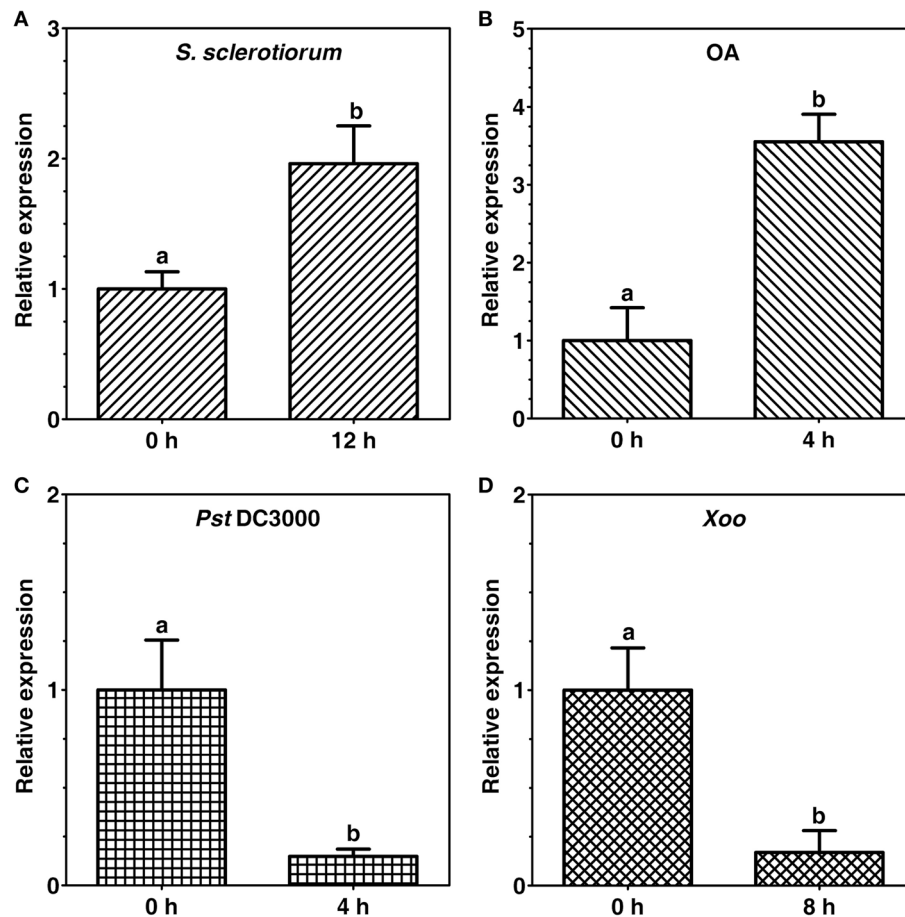 A
S. sclerotiorum
Relative expression
3
2
1
0
a
b
0 h
12 h
B
OA
Relative expression
5
4
3
2
1
0
a
b
0 h
4 h
C
Pst DC3000
Relative expression
2
1
0
a
b
0 h
4 h
D
Xoo
Relative expression
2
1
0
a
b
0 h
8 h